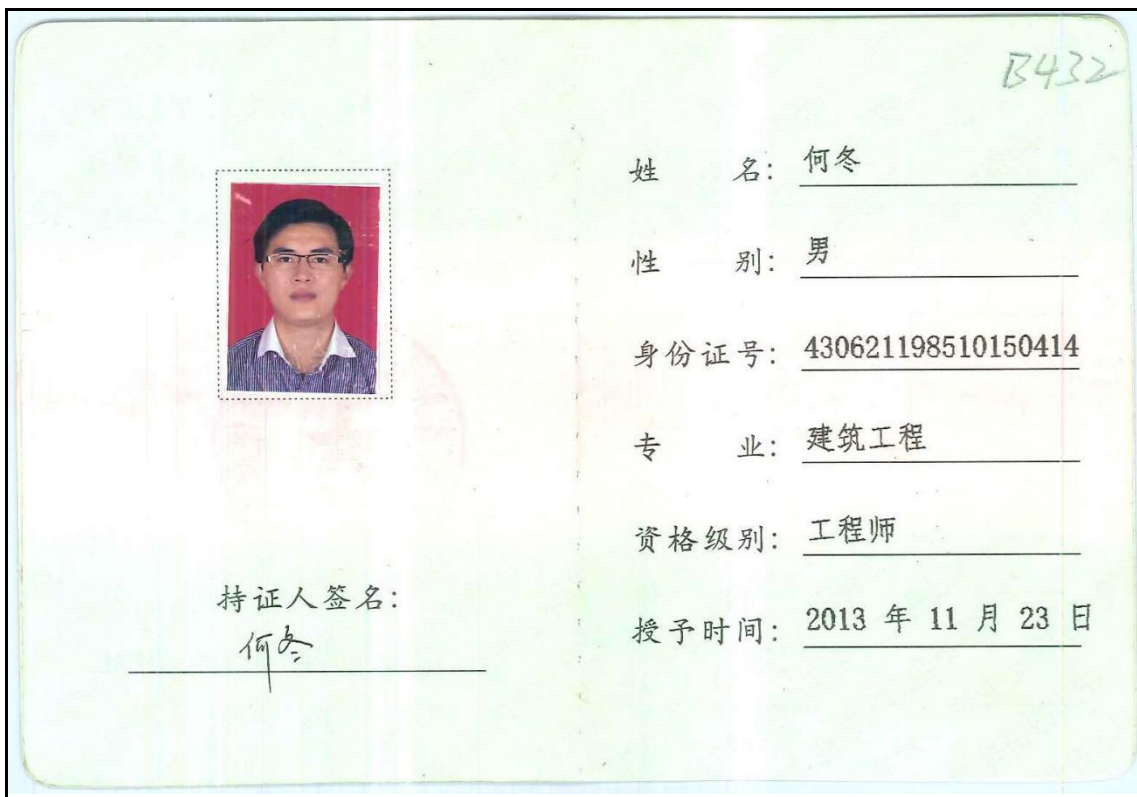 B432
姓 名: 何冬
性 别: 男
身份证号: 430621198510150414
专 业: 建筑工程
资格级别: 工程师
授予时间: 2013 年 11 月 23 日
持证人签名:
何冬